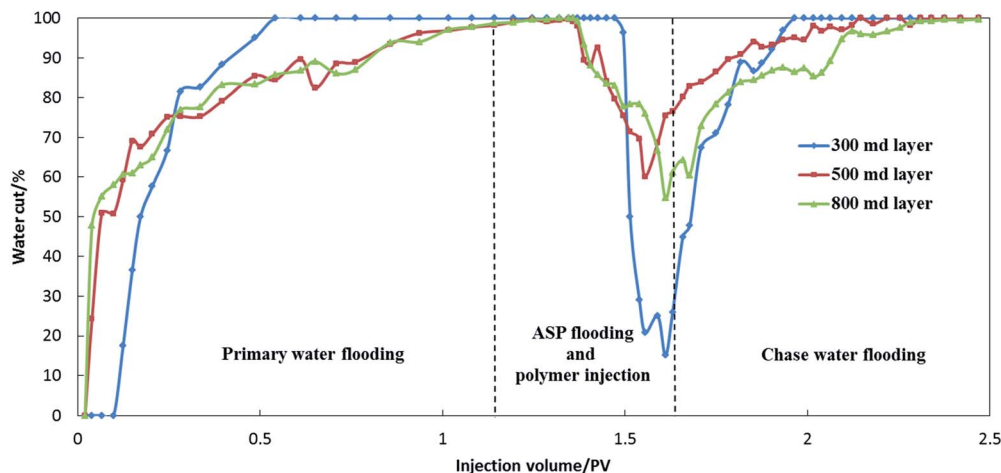 100
90
80
70
60
50
40
30
20
10
0
Water cut/%
300 md layer
500 md layer
800 md layer
Primary water flooding
ASP flooding
and
polymer injection
Chase water flooding
0
0.5
1
1.5
2
2.5
Injection volume/PV